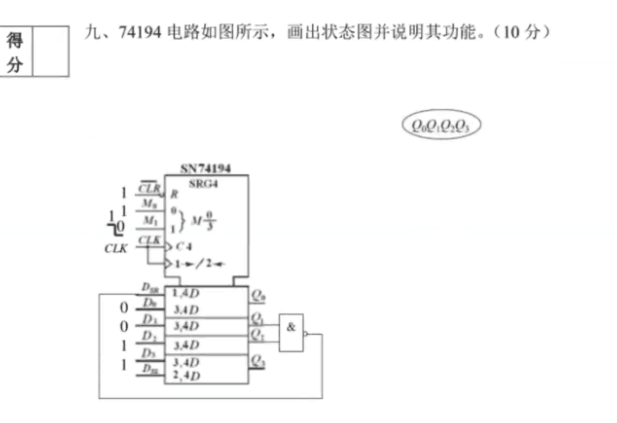 得
分
九、74194 电路如图所示，画出状态图并说明其功能。（10 分）
Q₀Q₁Q₂Q₃
SN74194
SRG4
1 CLR R
1 M₀ 0
1 0 M₁ 1 } M 0/3
CLK CLK C4
1→/2←
D_SR 1,4D Q₀
0 D₀ 3,4D
0 D₁ 3,4D Q₁
1 D₂ 3,4D Q₂
1 D₃ 3,4D Q₃
D_SL 2,4D
&